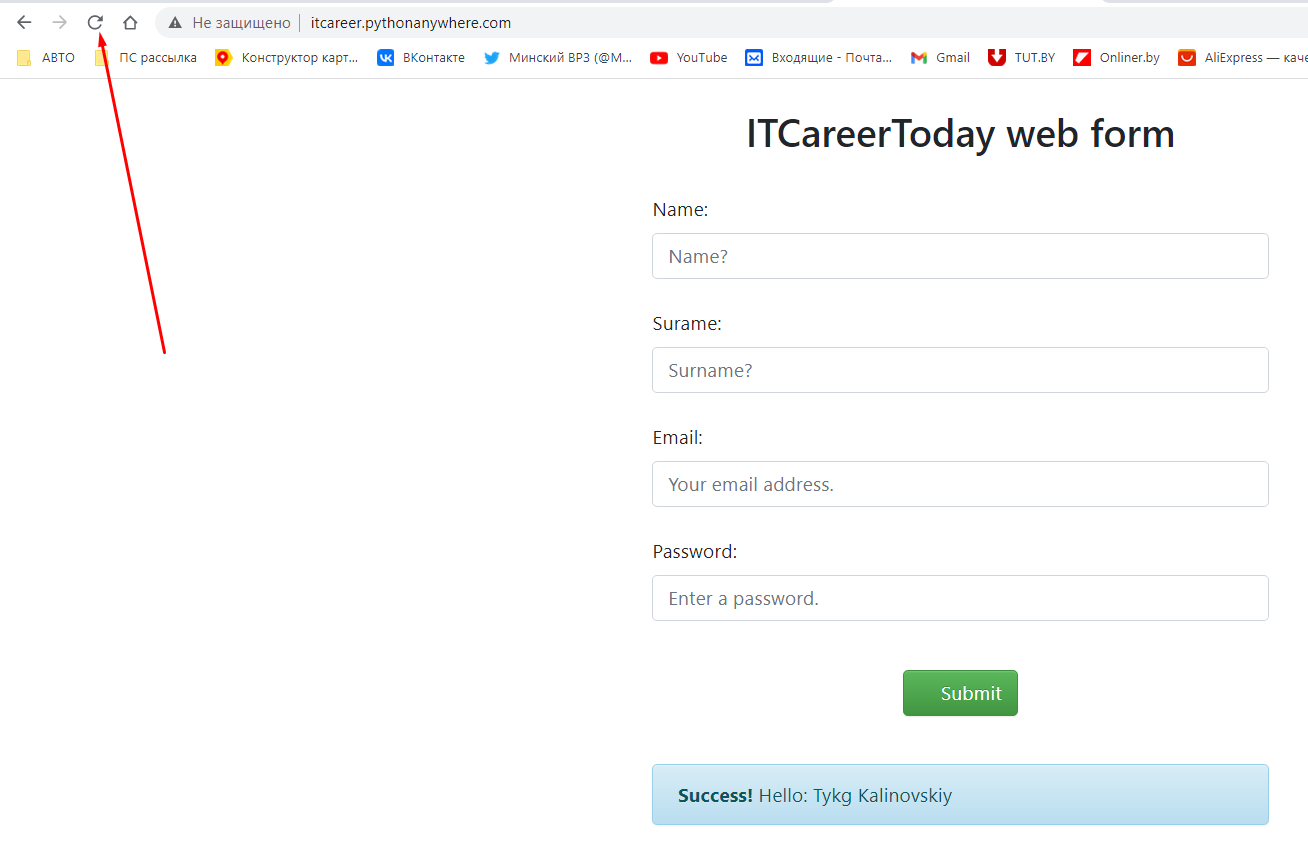 Не защищено itcareer.pythonanywhere.com
АВТО ПС рассылка Конструктор карт... ВКонтакте Минский ВРЗ (@М... YouTube Входящие - Почта... Gmail TUT.BY Onliner.by AliExpress — каче
ITCareerToday web form
Name:
Name?
Surame:
Surname?
Email:
Your email address.
Password:
Enter a password.
Submit
Success! Hello: Tykg Kalinovskiy